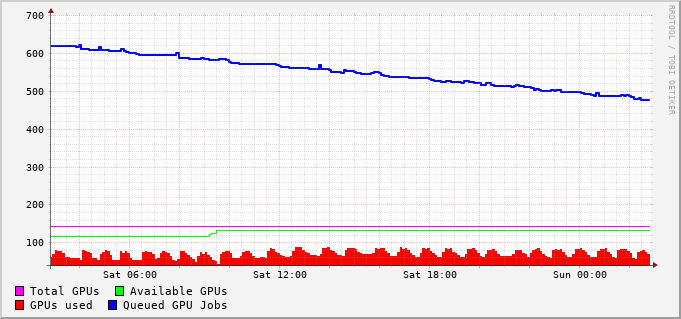 700
600
500
400
300
200
100
Sat 06:00 Sat 12:00 Sat 18:00 Sun 00:00
Total GPUs Available GPUs
GPUs used Queued GPU Jobs
RRDTOOL / TOBI OETIKER